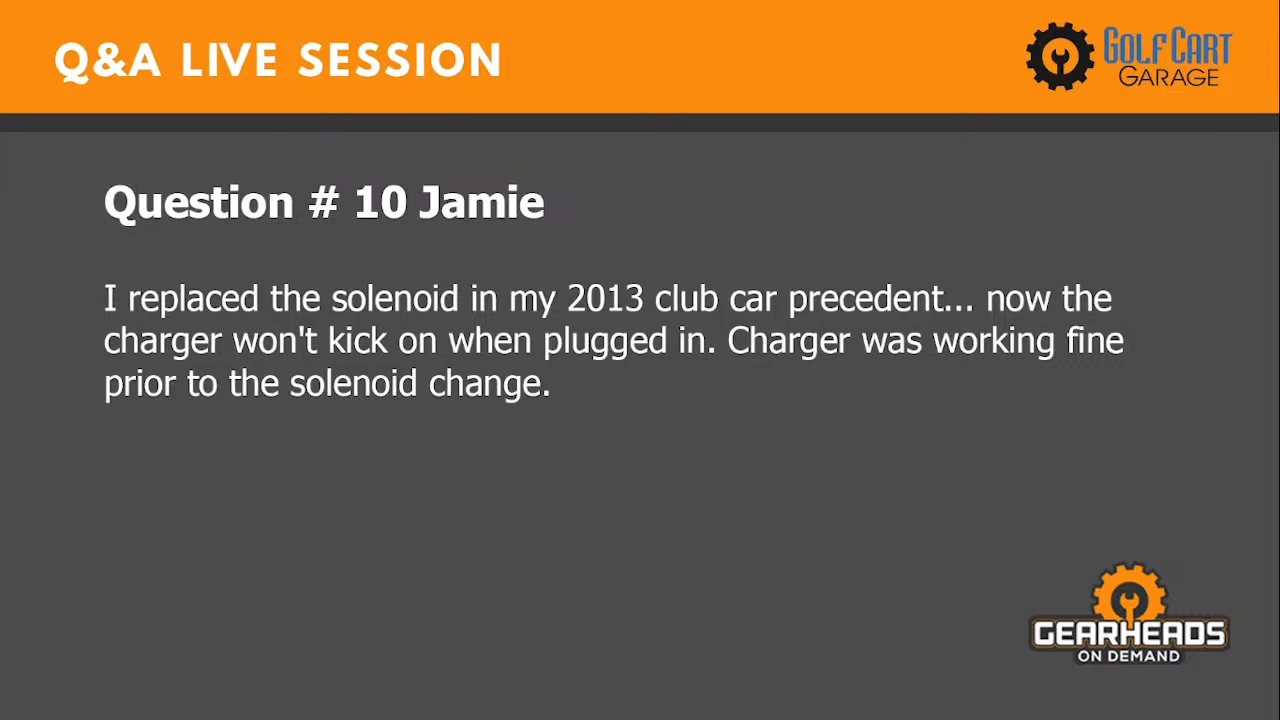 Q&A LIVE SESSION
GOLF CART
GARAGE
Question # 10 Jamie
I replaced the solenoid in my 2013 club car precedent... now the
charger won't kick on when plugged in. Charger was working fine
prior to the solenoid change.
GEARHEADS
ON DEMAND